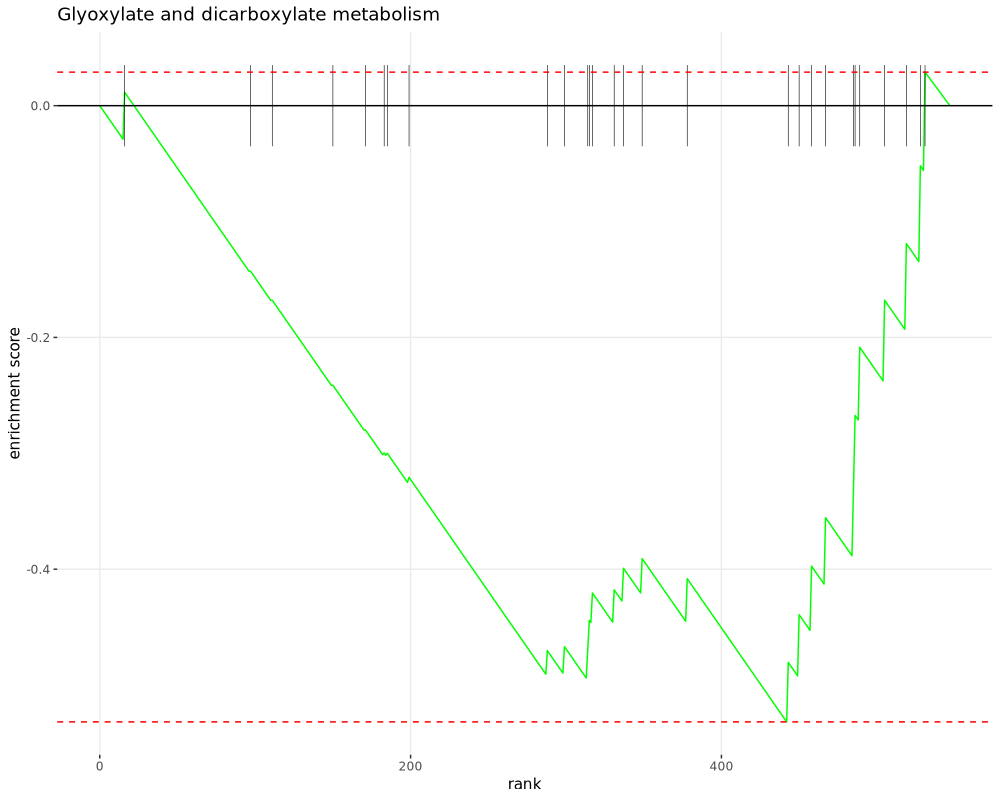 Glyoxylate and dicarboxylate metabolism
0.0
-0.2
-0.4
enrichment score
0
200
400
rank